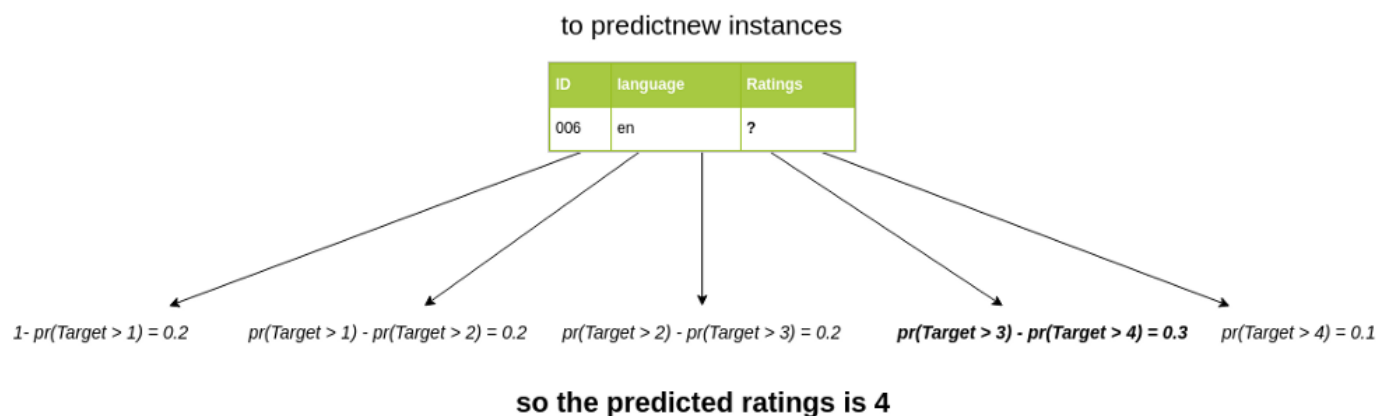 to predictnew instances
ID language Ratings
006 en ?
1- pr(Target > 1) = 0.2 pr(Target > 1) - pr(Target > 2) = 0.2 pr(Target > 2) - pr(Target > 3) = 0.2 pr(Target > 3) - pr(Target > 4) = 0.3 pr(Target > 4) = 0.1
so the predicted ratings is 4